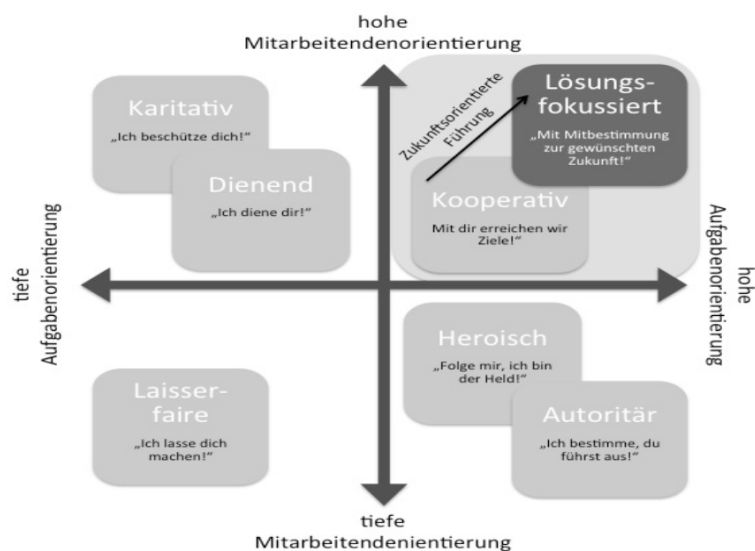 hohe
Mitarbeitendenorientierung
Karitativ
„Ich beschütze dich!“
Dienend
„Ich diene dir!“
Zukunftsorientierte
Führung
Lösungs-
fokussiert
„Mit Mitbestimmung
zur gewünschten
Zukunft!“
Kooperativ
Mit dir erreichen wir
Ziele!“
tiefe
Aufgabenorientierung
hohe
Aufgabenorientierung
Heroisch
„Folge mir, ich bin
der Held!“
Laisser-
faire
„Ich lasse dich
machen!“
Autoritär
„Ich bestimme, du
führst aus!“
tiefe
Mitarbeitendenientierung